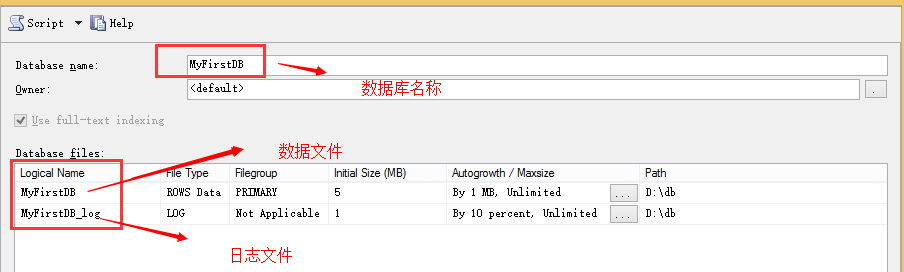 Script Help
Database name: MyFirstDB
Owner: <default> 数据库名称
Use full-text indexing
Database files: 数据文件
Logical Name File Type Filegroup Initial Size (MB) Autogrowth / Maxsize Path
MyFirstDB ROWS Data PRIMARY 5 By 1 MB, Unlimited ... D:\db
MyFirstDB_log LOG Not Applicable 1 By 10 percent, Unlimited ... D:\db
日志文件